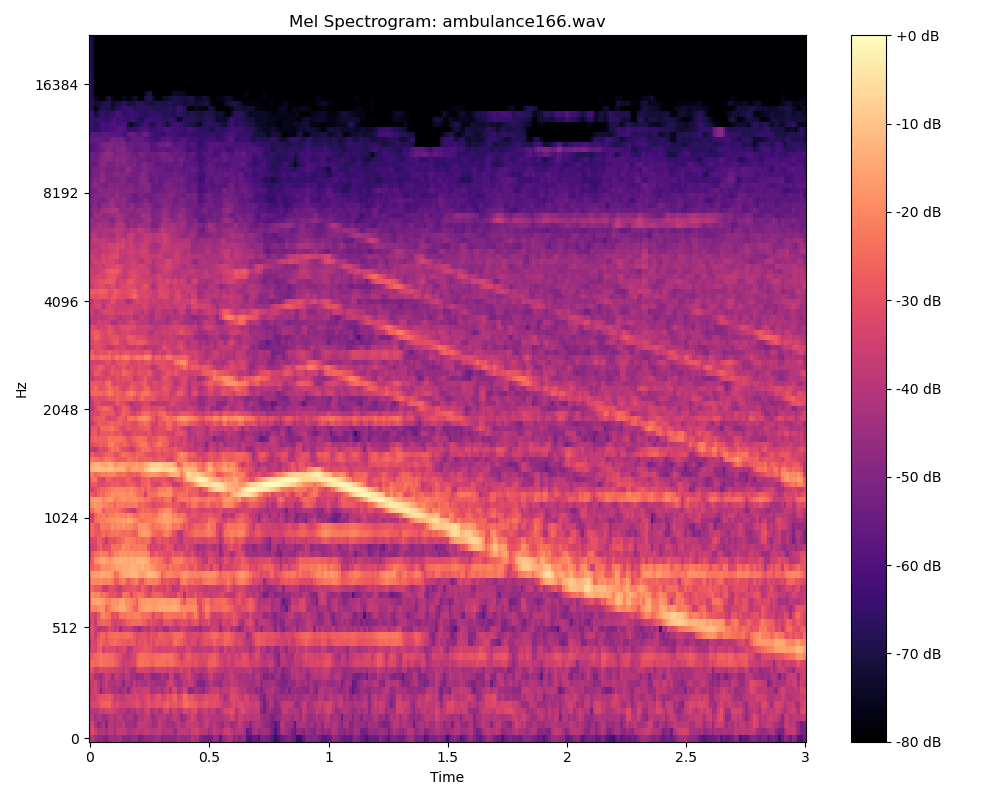 Mel Spectrogram: ambulance166.wav
+0 dB
16384
-10 dB
8192
-20 dB
4096
-30 dB
Hz
2048
-40 dB
-50 dB
1024
-60 dB
512
-70 dB
0
-80 dB
0 0.5 1 1.5 2 2.5 3
Time